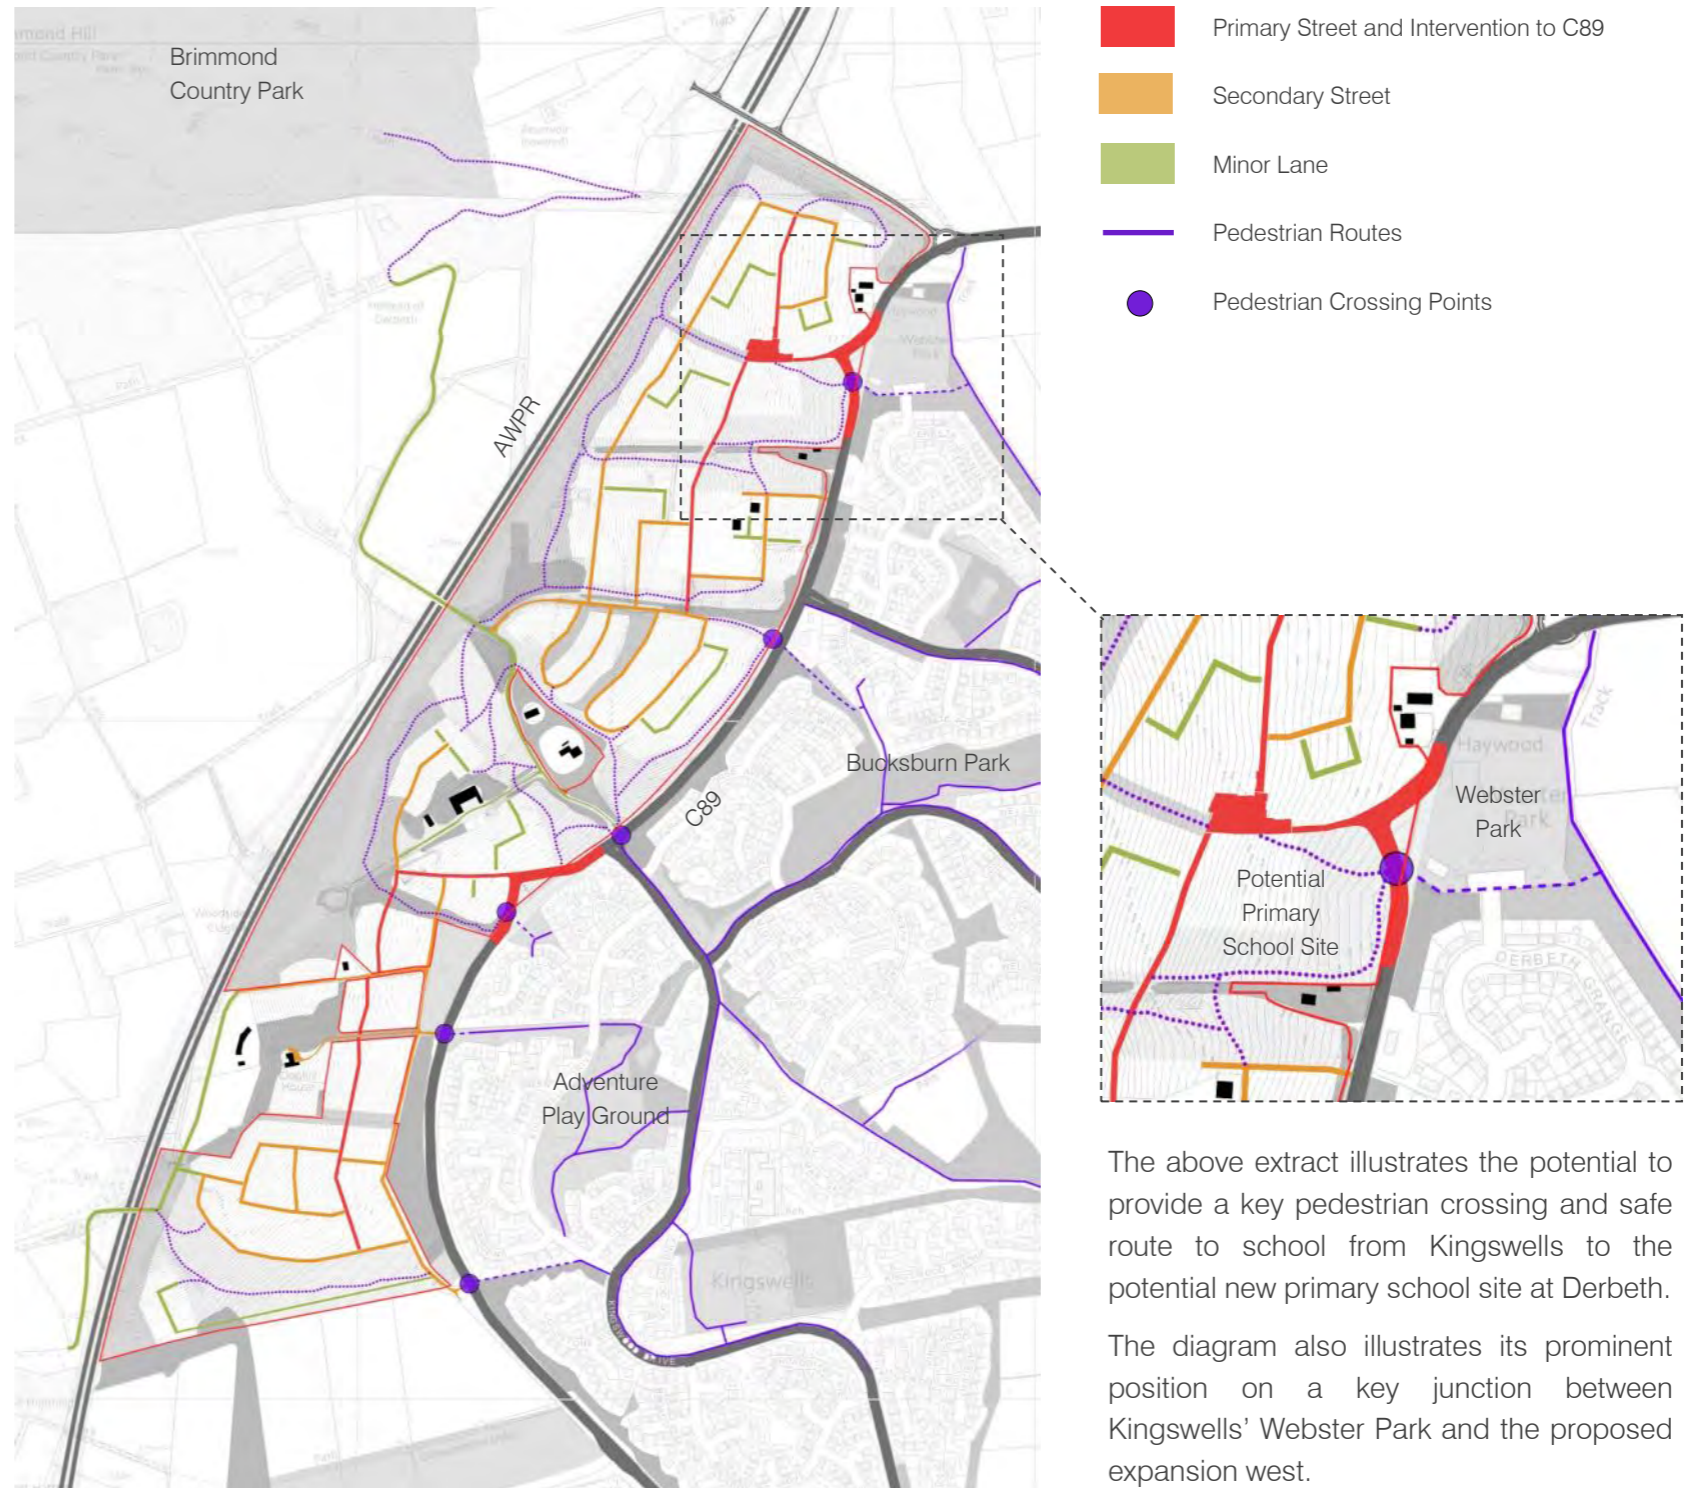 Brimmond
Country Park
AWPR
C89
Bucksburn Park
Adventure
Play Ground
Kingswells
Primary Street and Intervention to C89
Secondary Street
Minor Lane
Pedestrian Routes
Pedestrian Crossing Points
Track
Haywood
Webster
Park
Potential
Primary
School Site
DERBETH
GRANGE
The above extract illustrates the potential to
provide a key pedestrian crossing and safe
route to school from Kingswells to the
potential new primary school site at Derbeth.
The diagram also illustrates its prominent
position on a key junction between
Kingswells’ Webster Park and the proposed
expansion west.